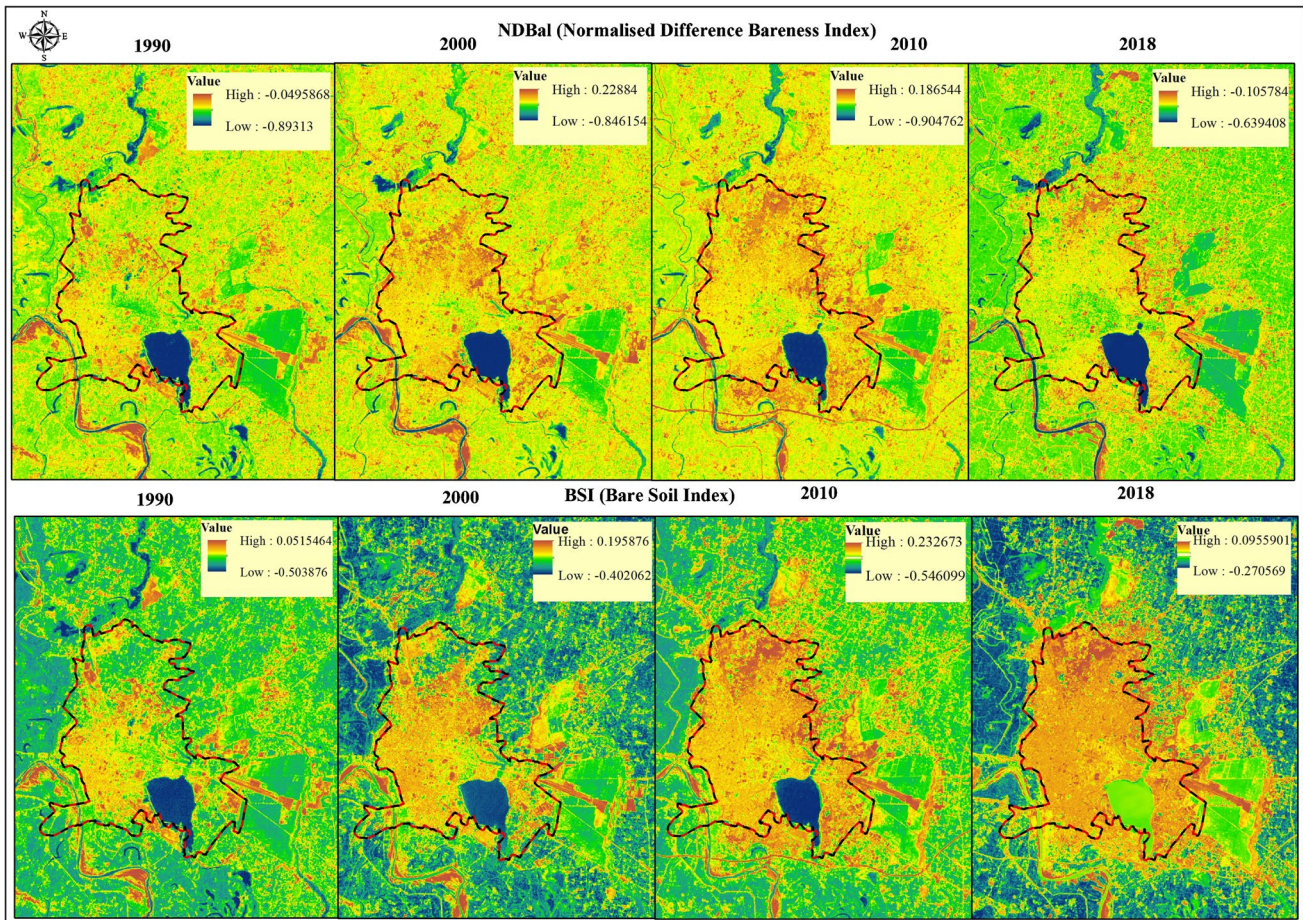 N
W E
S
NDBaI (Normalised Difference Bareness Index)
1990 2000 2010 2018
Value
High : -0.0495868
Low : -0.89313
Value
High : 0.22884
Low : -0.846154
Value
High : 0.186544
Low : -0.904762
Value
High : -0.105784
Low : -0.639408
BSI (Bare Soil Index)
1990 2000 2010 2018
Value
High : 0.0515464
Low : -0.503876
Value
High : 0.195876
Low : -0.402062
Value
High : 0.232673
Low : -0.546099
Value
High : 0.0955901
Low : -0.270569